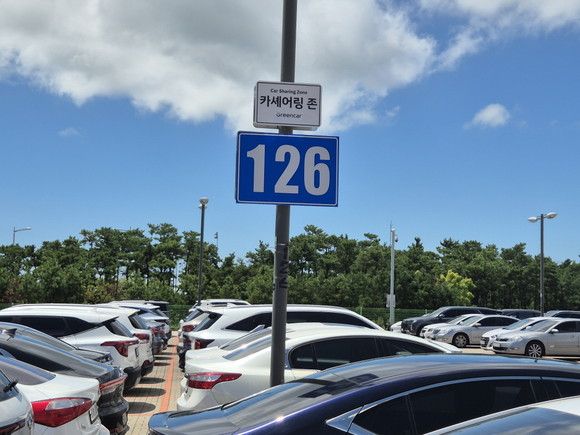 Car Sharing Zone
카셰어링 존
Greencar
126